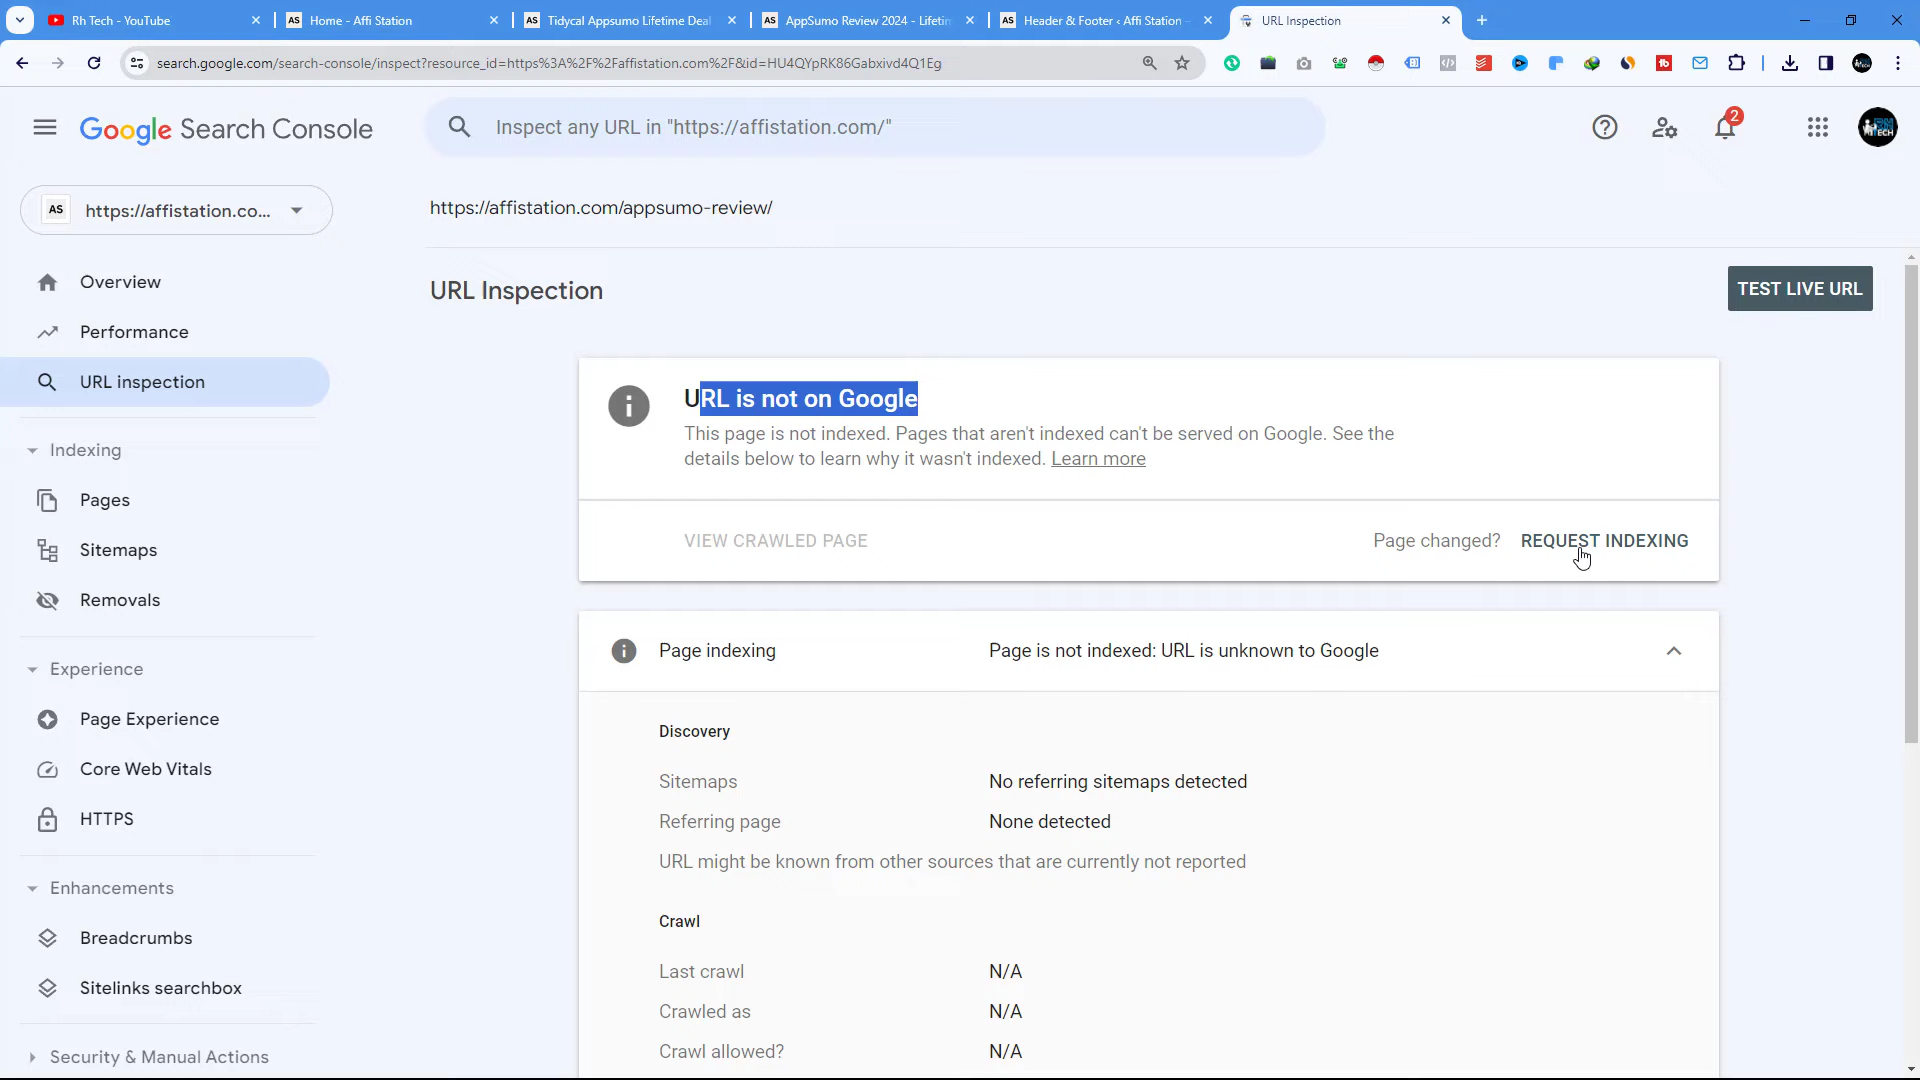 Rh Tech - YouTube
AS Home - Affi Station
AS Tidycal Appsumo Lifetime Deal
AS AppSumo Review 2024 - Lifetim
AS Header & Footer ‹ Affi Station -
URL Inspection
search.google.com/search-console/inspect?resource_id=https%3A%2F%2Faffistation.com%2F&id=HU4QYpRK86Gabxivd4Q1Eg
Google Search Console
Inspect any URL in "https://affistation.com/"
2
AS https://affistation.co...
https://affistation.com/appsumo-review/
Overview
Performance
URL inspection
Indexing
Pages
Sitemaps
Removals
Experience
Page Experience
Core Web Vitals
HTTPS
Enhancements
Breadcrumbs
Sitelinks searchbox
Security & Manual Actions
URL Inspection
TEST LIVE URL
URL is not on Google
This page is not indexed. Pages that aren't indexed can't be served on Google. See the
details below to learn why it wasn't indexed. Learn more
VIEW CRAWLED PAGE
Page changed? REQUEST INDEXING
Page indexing
Page is not indexed: URL is unknown to Google
Discovery
Sitemaps
No referring sitemaps detected
Referring page
None detected
URL might be known from other sources that are currently not reported
Crawl
Last crawl
N/A
Crawled as
N/A
Crawl allowed?
N/A